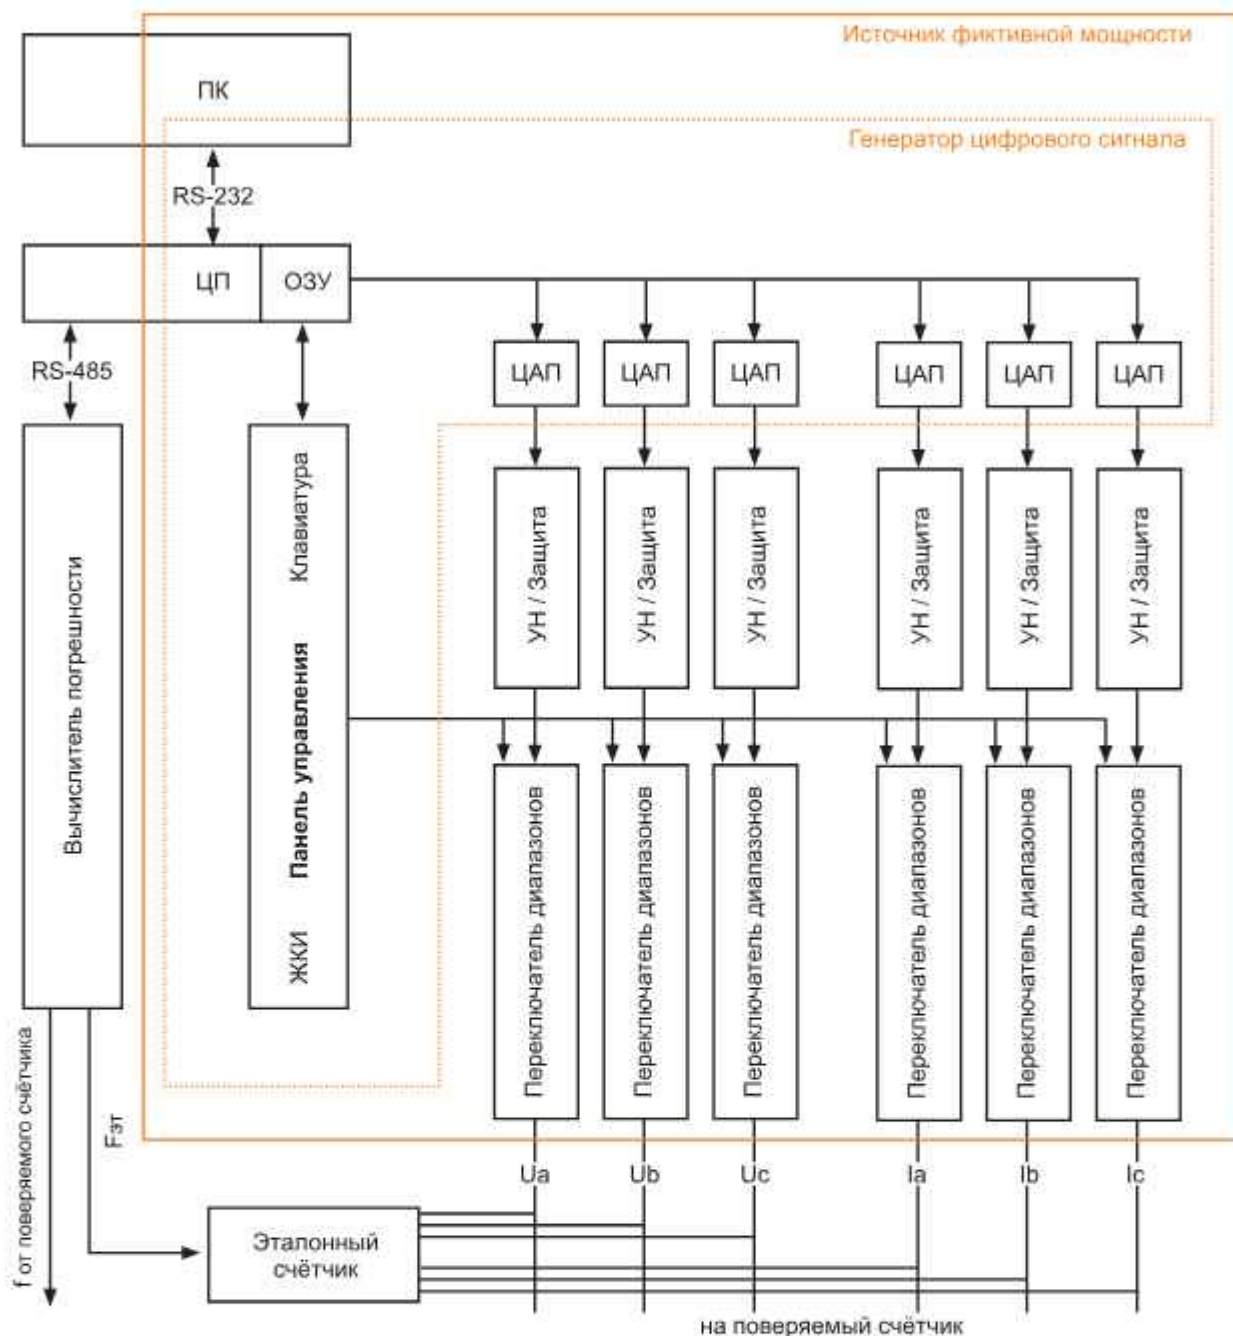 Источник фиктивной мощности
ПК
Генератор цифрового сигнала
RS-232
ЦП
ОЗУ
RS-485
ЦАП
ЦАП
ЦАП
ЦАП
ЦАП
ЦАП
Вычислитель погрешности
Клавиатура
Панель управления
ЖКИ
УН / Защита
УН / Защита
УН / Защита
УН / Защита
УН / Защита
УН / Защита
Переключатель диапазонов
Переключатель диапазонов
Переключатель диапазонов
Переключатель диапазонов
Переключатель диапазонов
Переключатель диапазонов
f от поверяемого счётчика
Fэт
Ua
Ub
Uc
Ia
Ib
Ic
Эталонный
счётчик
на поверяемый счётчик